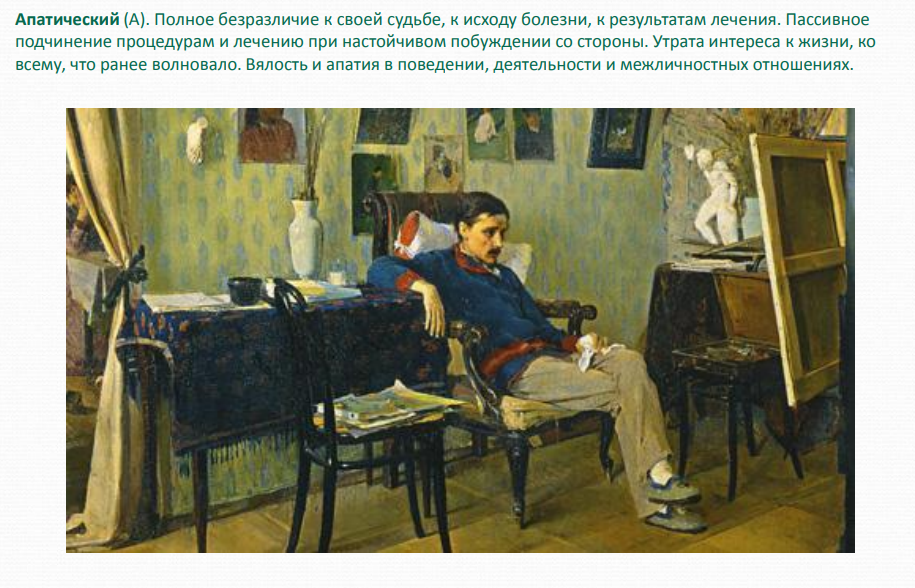 Апатический (А). Полное безразличие к своей судьбе, к исходу болезни, к результатам лечения. Пассивное
подчинение процедурам и лечению при настойчивом побуждении со стороны. Утрата интереса к жизни, ко
всему, что ранее волновало. Вялость и апатия в поведении, деятельности и межличностных отношениях.